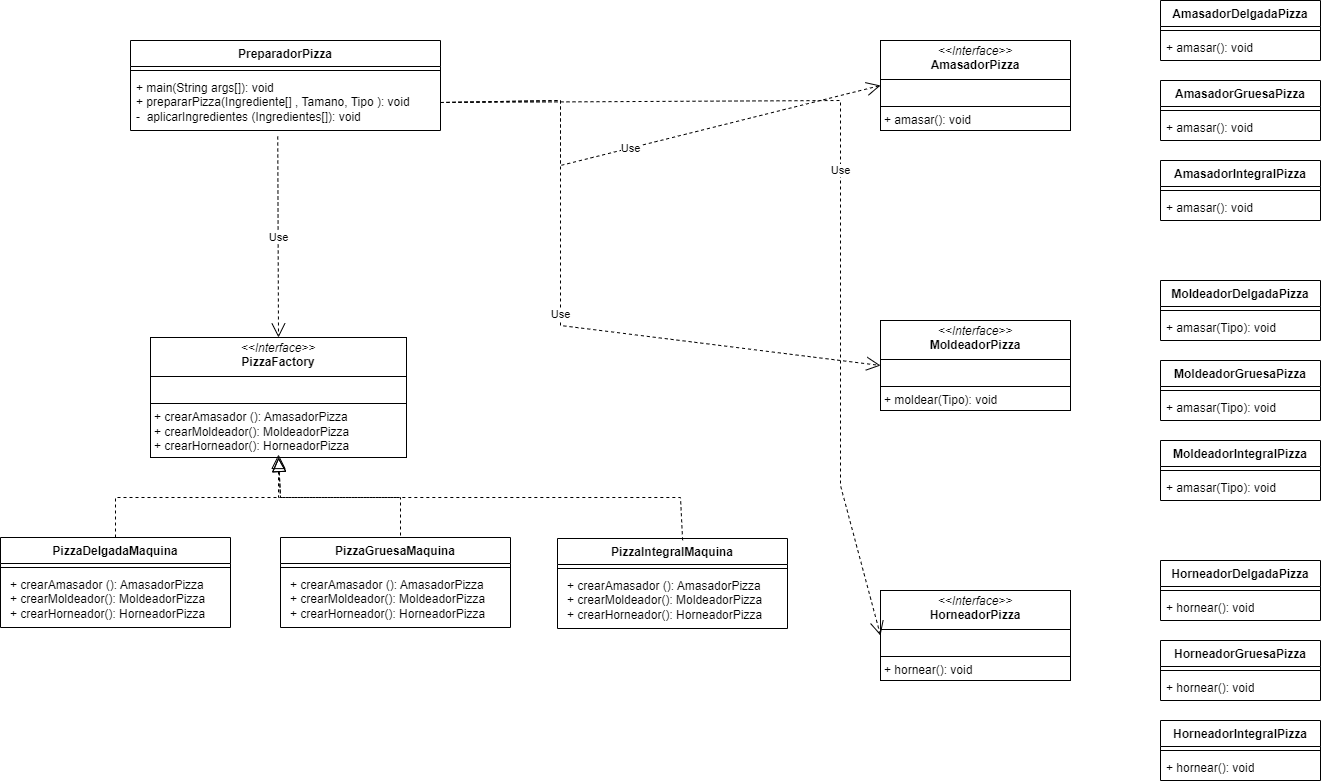 PreparadorPizza
+ main(String args[]): void
+ prepararPizza(Ingrediente[] , Tamano, Tipo ): void
- aplicarIngredientes (Ingredientes[]): void
Use
<<Interface>>
PizzaFactory
+ crearAmasador (): AmasadorPizza
+ crearMoldeador(): MoldeadorPizza
+ crearHorneador(): HorneadorPizza
PizzaDelgadaMaquina
+ crearAmasador (): AmasadorPizza
+ crearMoldeador(): MoldeadorPizza
+ crearHorneador(): HorneadorPizza
PizzaGruesaMaquina
+ crearAmasador (): AmasadorPizza
+ crearMoldeador(): MoldeadorPizza
+ crearHorneador(): HorneadorPizza
PizzaIntegralMaquina
+ crearAmasador (): AmasadorPizza
+ crearMoldeador(): MoldeadorPizza
+ crearHorneador(): HorneadorPizza
Use
Use
Use
<<Interface>>
AmasadorPizza
+ amasar(): void
<<Interface>>
MoldeadorPizza
+ moldear(Tipo): void
<<Interface>>
HorneadorPizza
+ hornear(): void
AmasadorDelgadaPizza
+ amasar(): void
AmasadorGruesaPizza
+ amasar(): void
AmasadorIntegralPizza
+ amasar(): void
MoldeadorDelgadaPizza
+ amasar(Tipo): void
MoldeadorGruesaPizza
+ amasar(Tipo): void
MoldeadorIntegralPizza
+ amasar(Tipo): void
HorneadorDelgadaPizza
+ hornear(): void
HorneadorGruesaPizza
+ hornear(): void
HorneadorIntegralPizza
+ hornear(): void